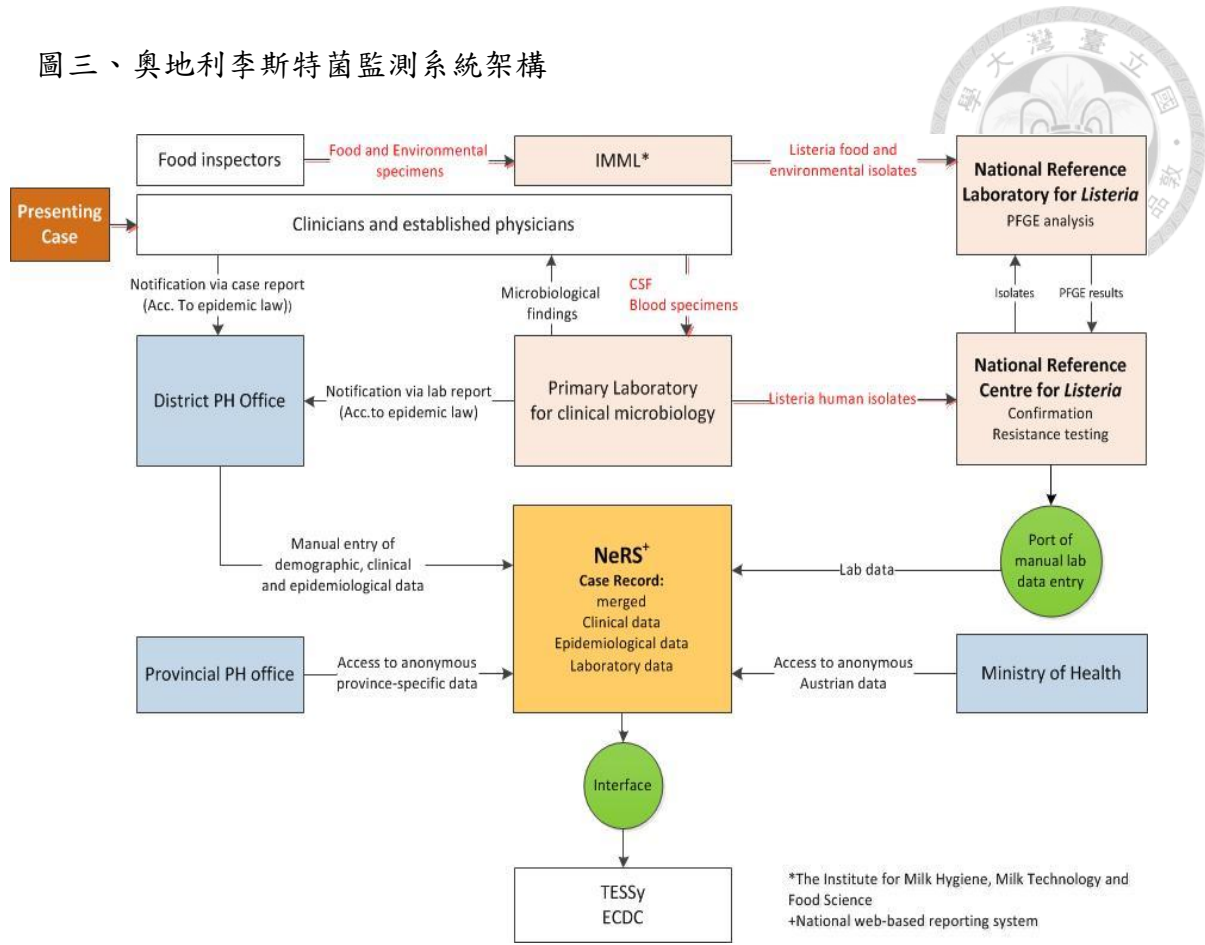 圖三、奧地利李斯特菌監測系統架構
Food inspectors
Food and Environmental
specimens
IMML*
Listeria food and
environmental isolates
National Reference
Laboratory for Listeria
PFGE analysis
Presenting
Case
Clinicians and established physicians
Notification via case report
(Acc. To epidemic law))
Microbiological
findings
CSF
Blood specimens
Isolates
PFGE results
District PH Office
Notification via lab report
(Acc.to epidemic law)
Primary Laboratory
for clinical microbiology
Listeria human isolates
National Reference
Centre for Listeria
Confirmation
Resistance testing
Manual entry of
demographic, clinical
and epidemiological data
NeRS+
Case Record:
merged
Clinical data
Epidemiological data
Laboratory data
Lab data
Port of
manual lab
data entry
Provincial PH office
Access to anonymous
province-specific data
Access to anonymous
Austrian data
Ministry of Health
Interface
TESSy
ECDC
*The Institute for Milk Hygiene, Milk Technology and
Food Science
+National web-based reporting system